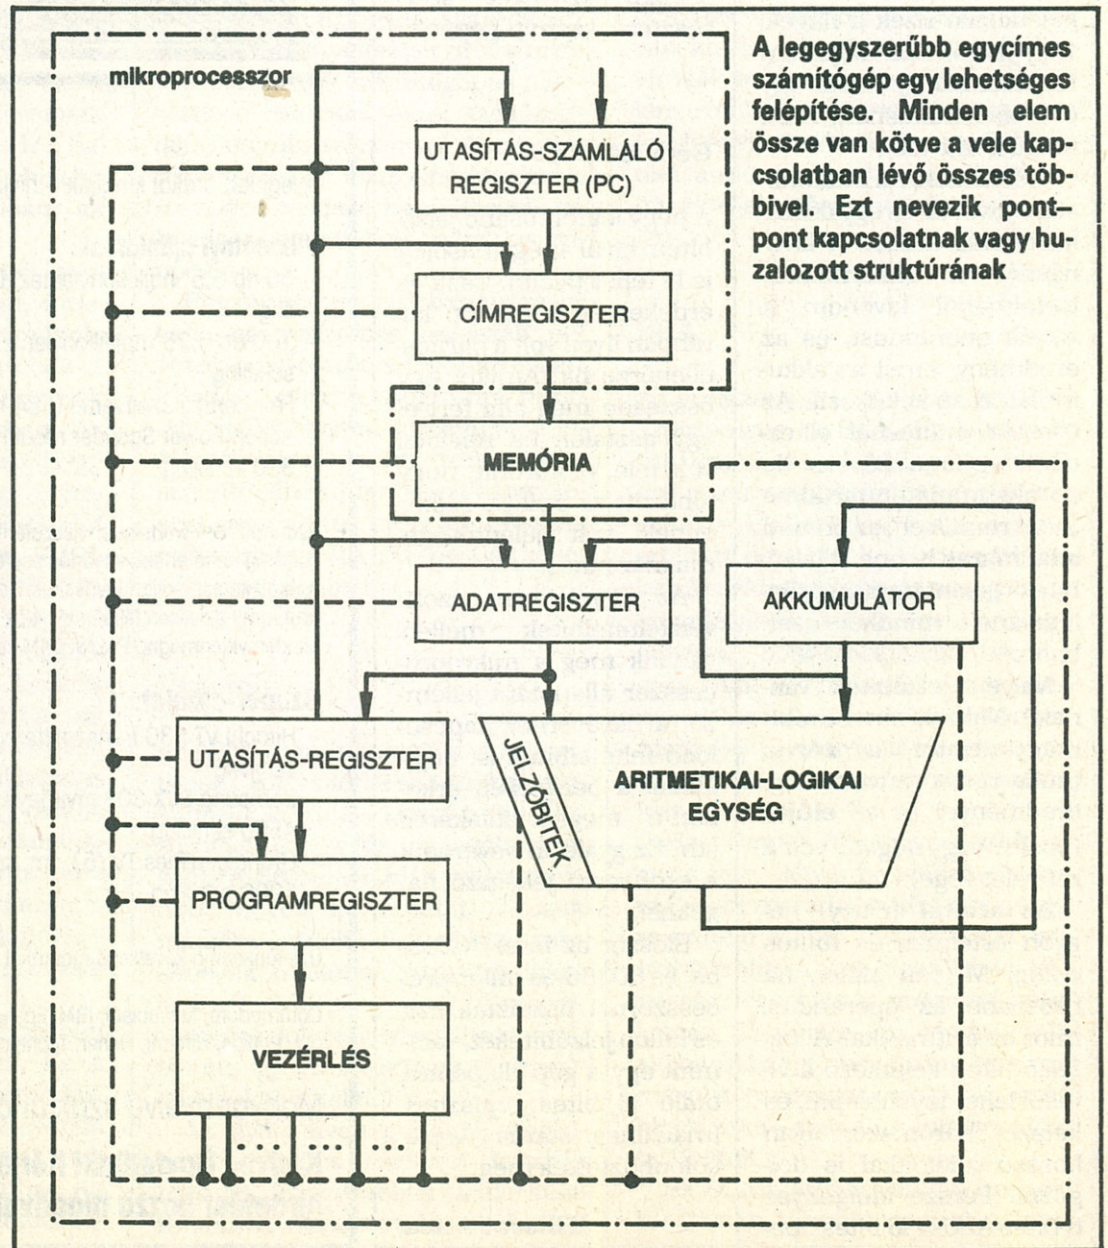 mikroprocesszor
A legegyszerűbb egycímes
számítógép egy lehetséges
felépítése. Minden elem
össze van kötve a vele kap-
csolatban lévő összes töb-
bivel. Ezt nevezik pont—
pont kapcsolatnak vagy hu-
zalozott struktúrának
UTASÍTÁS-SZÁMLÁLÓ
REGISZTER (PC)
CÍMREGISZTER
MEMÓRIA
ADATREGISZTER
AKKUMULÁTOR
UTASÍTÁS-REGISZTER
JELZŐBITEK
ARITMETIKAI-LOGIKAI
EGYSÉG
PROGRAMREGISZTER
VEZÉRLÉS